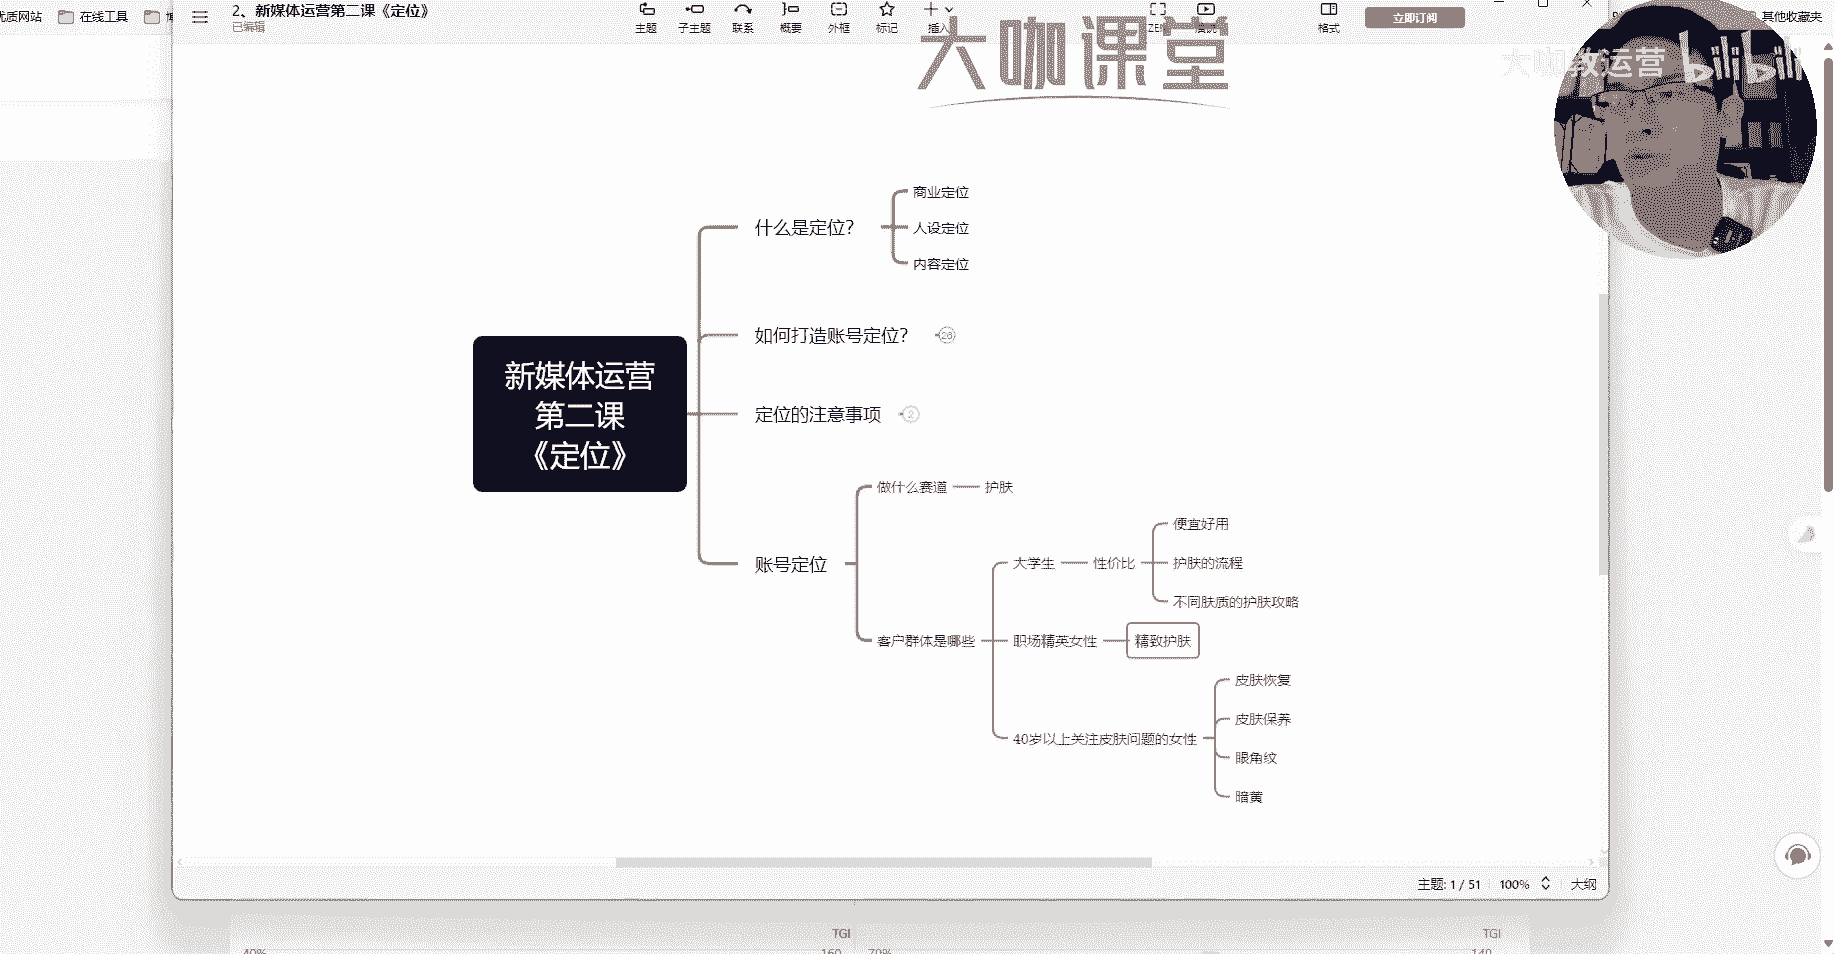 优质网站
在线工具
2、新媒体运营第二课《定位》
已编辑
主题
子主题
联系
概要
外框
标记
插入
ZEN
格式
立即订阅
其他收藏夹
大咖课堂
大咖教运营
bilibili
新媒体运营
第二课
《定位》
什么是定位?
商业定位
人设定位
内容定位
如何打造账号定位?
26
定位的注意事项
2
账号定位
做什么赛道
护肤
客户群体是哪些
大学生
性价比
便宜好用
护肤的流程
不同肤质的护肤攻略
职场精英女性
精致护肤
40岁以上关注皮肤问题的女性
皮肤恢复
皮肤保养
眼角纹
暗黄
主题: 1 / 51
100%
大纲
TGI
TGI